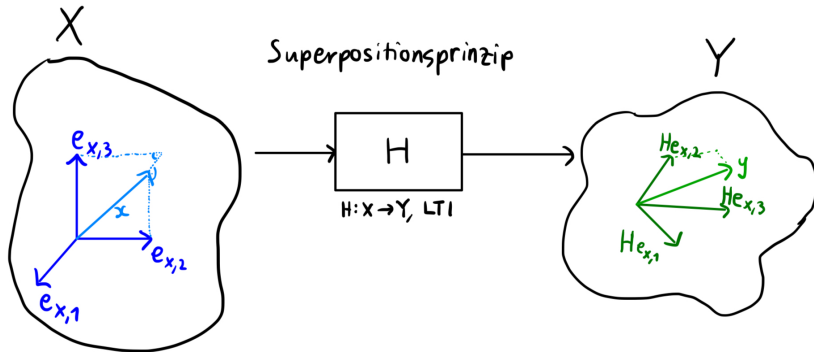 X
Superpositionsprinzip
Y
e_{x,3}
x
e_{x,2}
e_{x,1}
H
H: X → Y, LTI
He_{x,2}
y
He_{x,3}
He_{x,1}